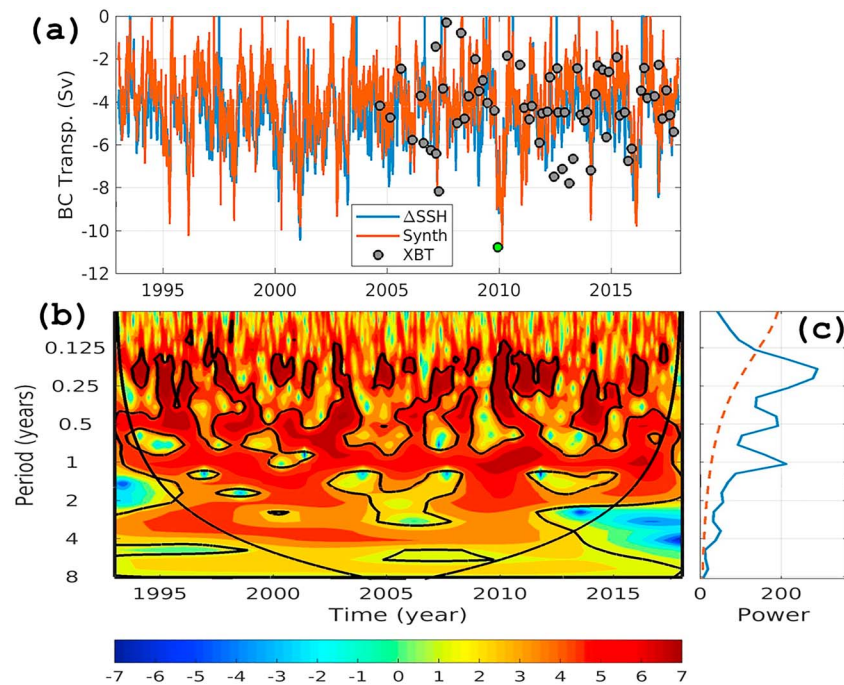 (a)
BC Transp. (Sv)
0
-2
-4
-6
-8
-10
-12
ΔSSH
Synth
XBT
1995 2000 2005 2010 2015
(b)
Period (years)
0.125
0.25
0.5
1
2
4
8
1995 2000 2005 2010 2015
Time (year)
(c)
0 200
Power
-7 -6 -5 -4 -3 -2 -1 0 1 2 3 4 5 6 7